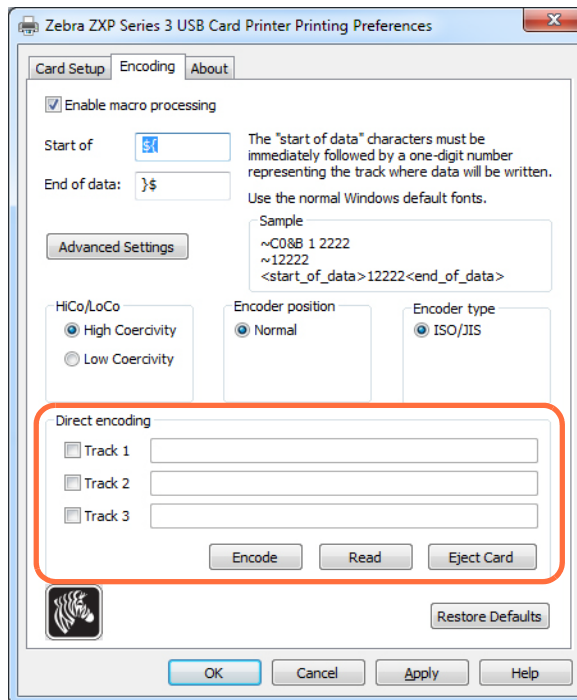 Zebra ZXP Series 3 USB Card Printer Printing Preferences
Card Setup
Encoding
About
Enable macro processing
Start of
${
End of data:
}$
The "start of data" characters must be
immediately followed by a one-digit number
representing the track where data will be written.
Use the normal Windows default fonts.
Advanced Settings
Sample
~C0&B 1 2222
~12222
<start_of_data>12222<end_of_data>
HiCo/LoCo
High Coercivity
Low Coercivity
Encoder position
Normal
Encoder type
ISO/JIS
Direct encoding
Track 1
Track 2
Track 3
Encode
Read
Eject Card
Restore Defaults
OK
Cancel
Apply
Help